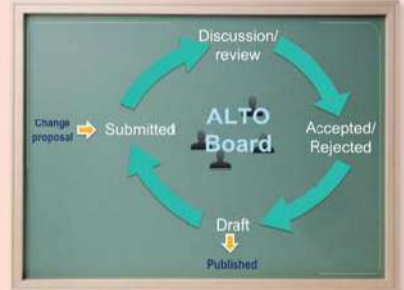 Discussion/
review
Change
proposal
Submitted
ALTO
Board
Accepted/
Rejected
Draft
Published